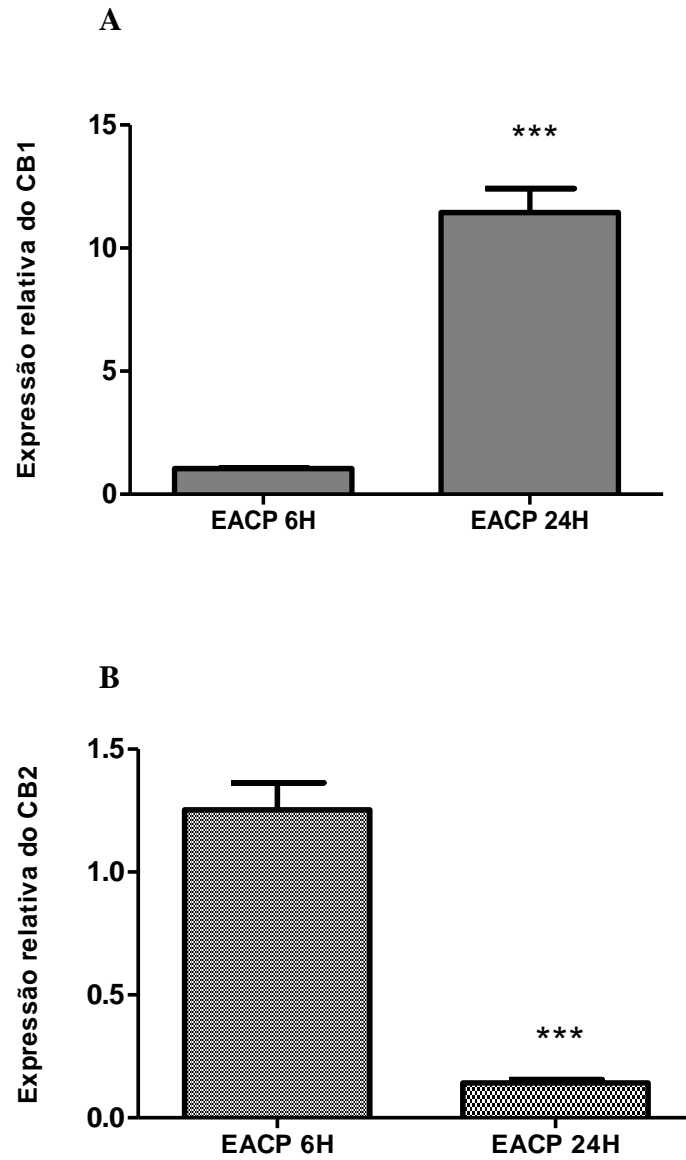 A
Expressão relativa do CB1
15
10
5
0
***
EACP 6H
EACP 24H
B
Expressão relativa do CB2
1.5
1.0
0.5
0.0
***
EACP 6H
EACP 24H